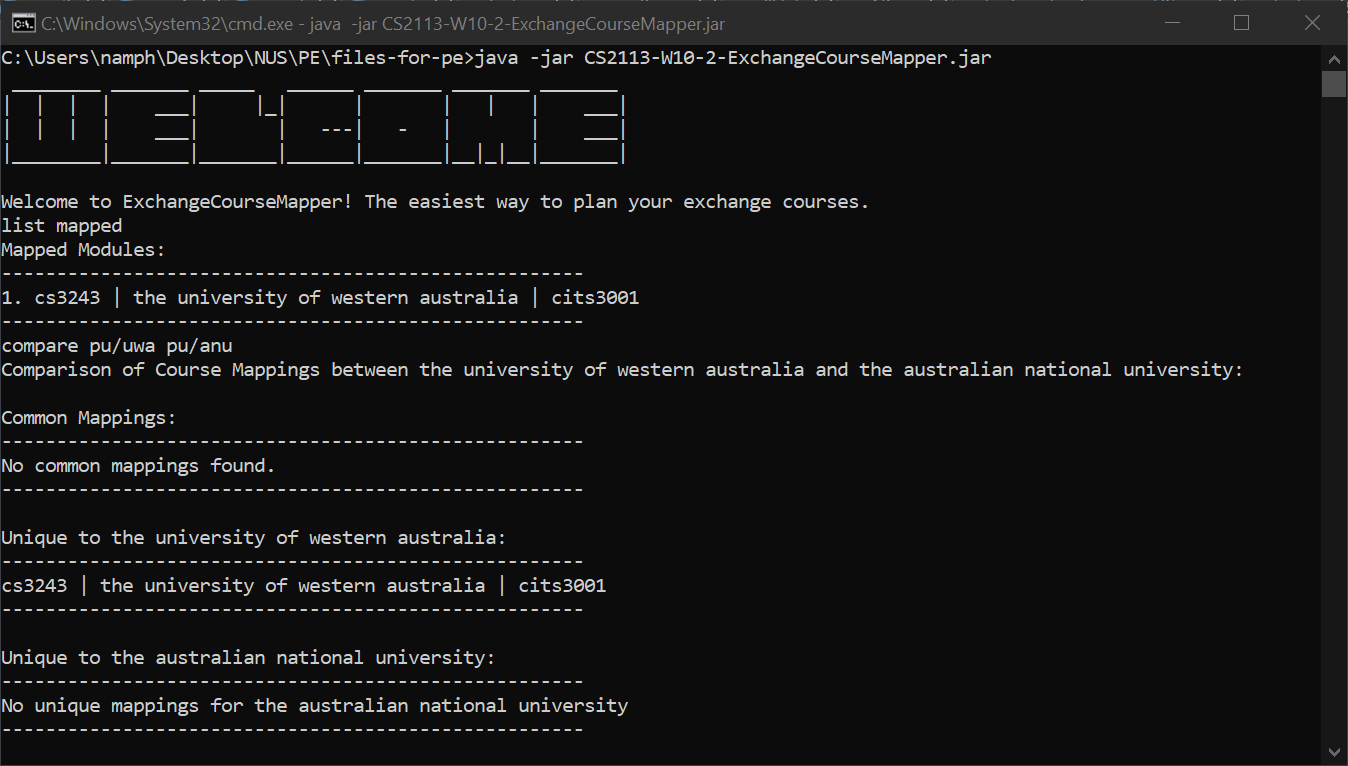 C:\Windows\System32\cmd.exe - java  -jar CS2113-W10-2-ExchangeCourseMapper.jar
C:\Users\namph\Desktop\NUS\PE\files-for-pe>java -jar CS2113-W10-2-ExchangeCourseMapper.jar
WELCOME
Welcome to ExchangeCourseMapper! The easiest way to plan your exchange courses.
list mapped
Mapped Modules:
-----------------------------------------------------
1. cs3243 | the university of western australia | cits3001
-----------------------------------------------------
compare pu/uwa pu/anu
Comparison of Course Mappings between the university of western australia and the australian national university:
Common Mappings:
-----------------------------------------------------
No common mappings found.
-----------------------------------------------------
Unique to the university of western australia:
-----------------------------------------------------
cs3243 | the university of western australia | cits3001
-----------------------------------------------------
Unique to the australian national university:
-----------------------------------------------------
No unique mappings for the australian national university
-----------------------------------------------------